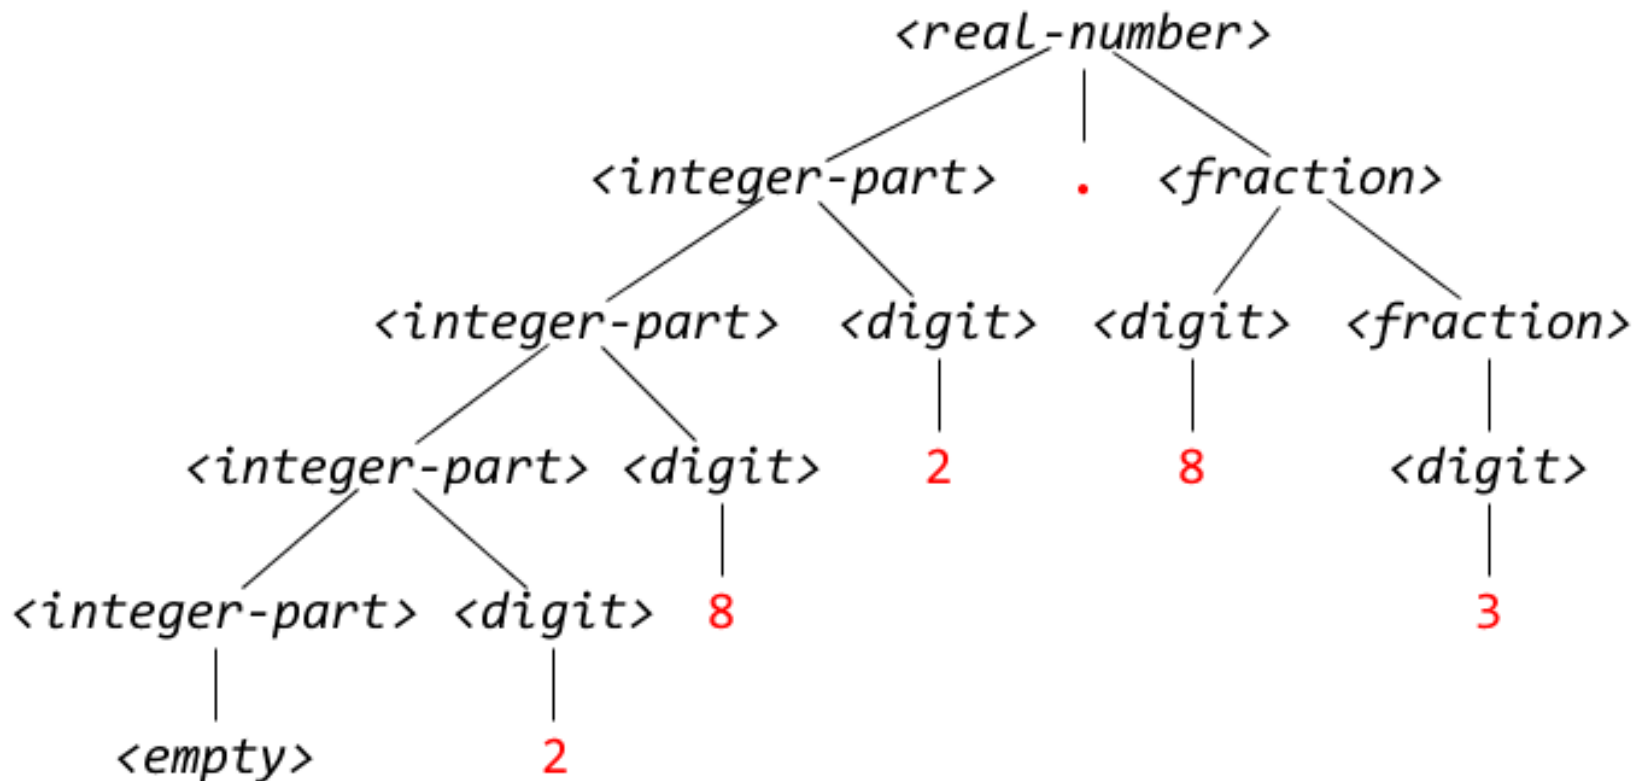 <real-number>
<integer-part> . <fraction>
<integer-part> <digit> <digit> <fraction>
<integer-part> <digit> 2 8 <digit>
<integer-part> <digit> 8 3
<empty> 2